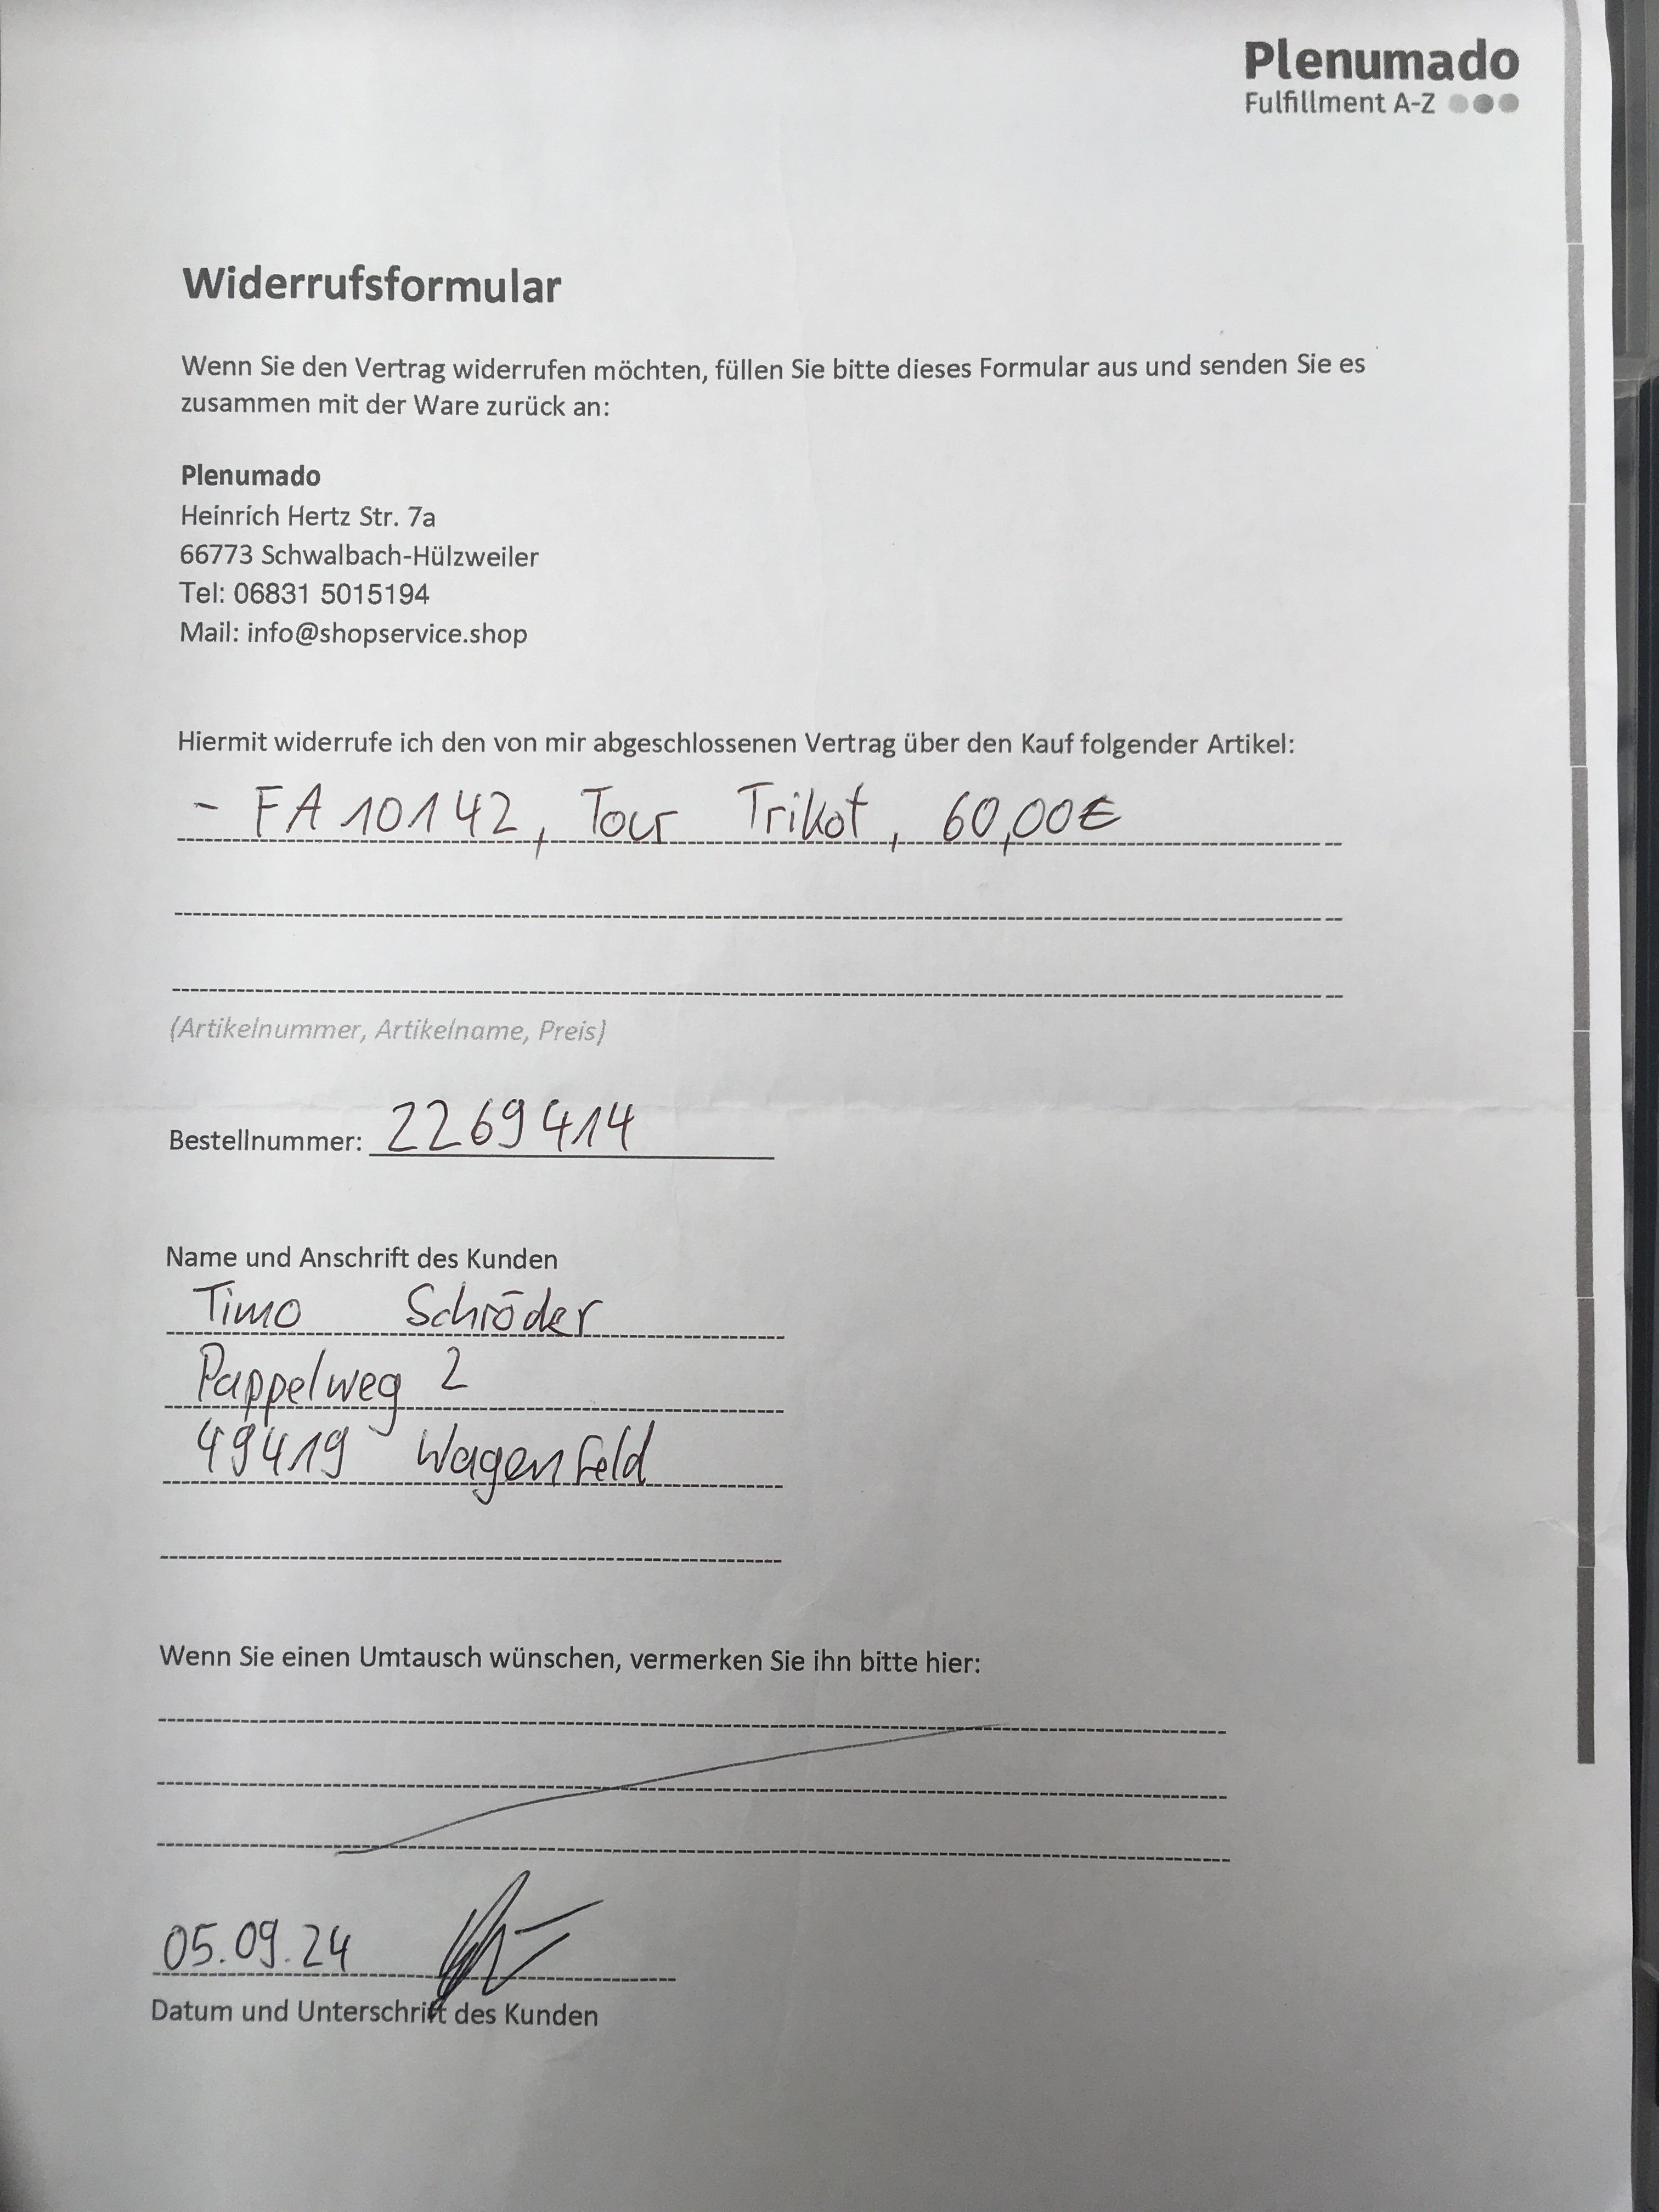 Plenumado
Fulfillment A-Z
Widerrufsformular
Wenn Sie den Vertrag widerrufen möchten, füllen Sie bitte dieses Formular aus und senden Sie es
zusammen mit der Ware zurück an:
Plenumado
Heinrich Hertz Str. 7a
66773 Schwalbach-Hülzweiler
Tel: 06831 5015194
Mail: info@shopservice.shop
Hiermit widerrufe ich den von mir abgeschlossenen Vertrag über den Kauf folgender Artikel:
- FA10142, Tour Trikot, 60,00€
(Artikelnummer, Artikelname, Preis)
Bestellnummer: 2269414
Name und Anschrift des Kunden
Timo Schröder
Pappelweg 2
49419 Wagenfeld
Wenn Sie einen Umtausch wünschen, vermerken Sie ihn bitte hier:
05.09.24
Datum und Unterschrift des Kunden